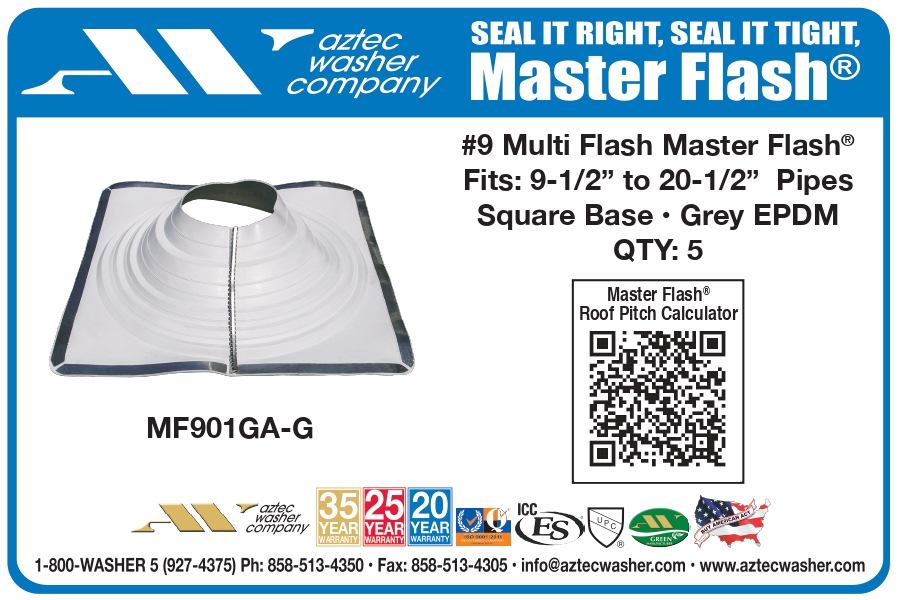 aztec
washer
company
SEAL IT RIGHT, SEAL IT TIGHT,
Master Flash®
#9 Multi Flash Master Flash®
Fits: 9-1/2” to 20-1/2” Pipes
Square Base • Grey EPDM
QTY: 5
Master Flash®
Roof Pitch Calculator
MF901GA-G
aztec
washer
company
35
YEAR
WARRANTY
25
YEAR
WARRANTY
20
YEAR
WARRANTY
ISO 9001:2015
ICC
ES
®
UPC
®
GREEN
BUY AMERICAN ACT
1-800-WASHER 5 (927-4375) Ph: 858-513-4350 • Fax: 858-513-4305 • info@aztecwasher.com • www.aztecwasher.com